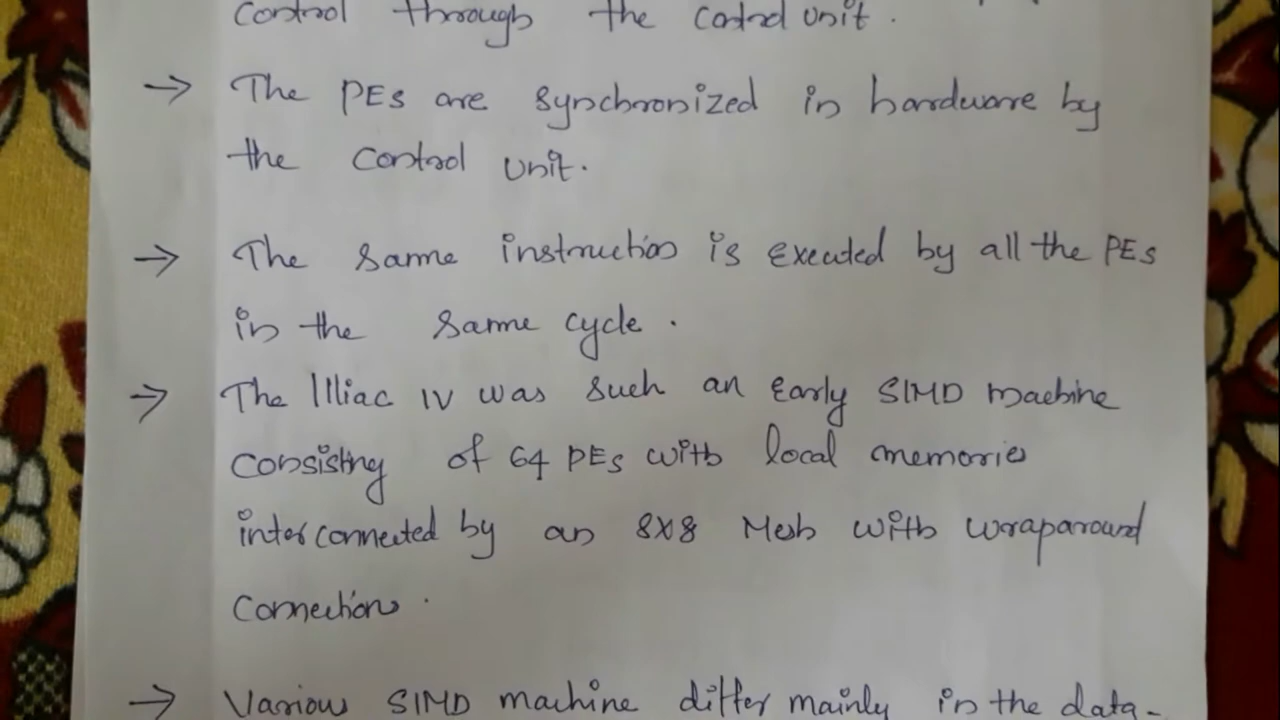 control through the control unit.
→ The PEs are synchronized in hardware by
the control unit.
→ The same instruction is executed by all the PEs
in the same cycle.
→ The Illiac IV was such an early SIMD machine
consisting of 64 PEs with local memories
interconnected by an 8x8 Mesh with wraparound
connections.
→ Various SIMD machine differ mainly in the data-